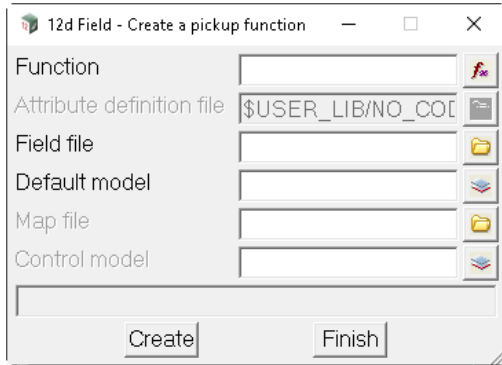 12d Field - Create a pickup function
Function
Attribute definition file $USER_LIB/NO_COD
Field file
Default model
Map file
Control model
Create Finish